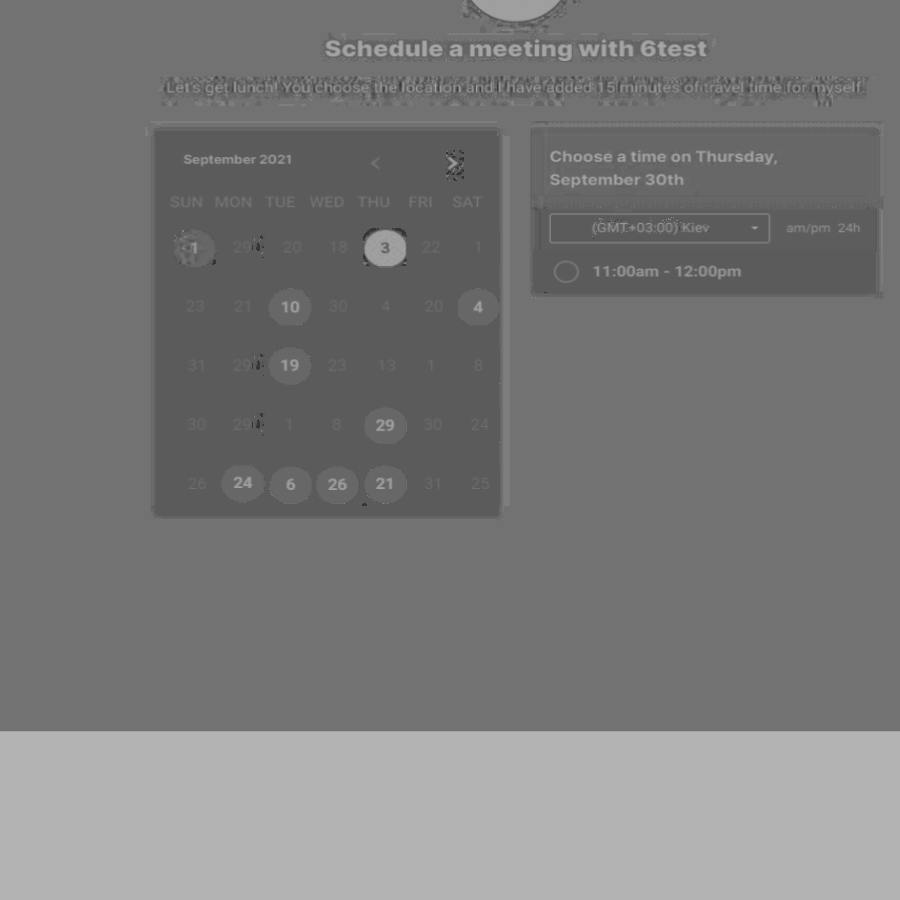 Schedule a meeting with 6test
Let's get lunch! You choose the location and I have added 15 minutes of travel time for myself.
September 2021 < >
SUN MON TUE WED THU FRI SAT
1 29 20 18 3 22 1
23 21 10 30 4 20 4
31 29 19 23 13 1 8
30 29 1 8 29 30 24
26 24 6 26 21 31 25
Choose a time on Thursday,
September 30th
(GMT+03:00) Kiev am/pm 24h
11:00am - 12:00pm